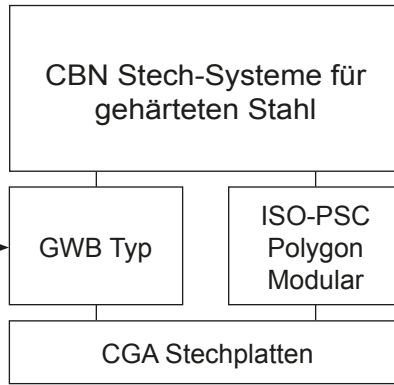 CBN Stech-Systeme für
gehärteten Stahl
GWB Typ
ISO-PSC
Polygon
Modular
CGA Stechplatten